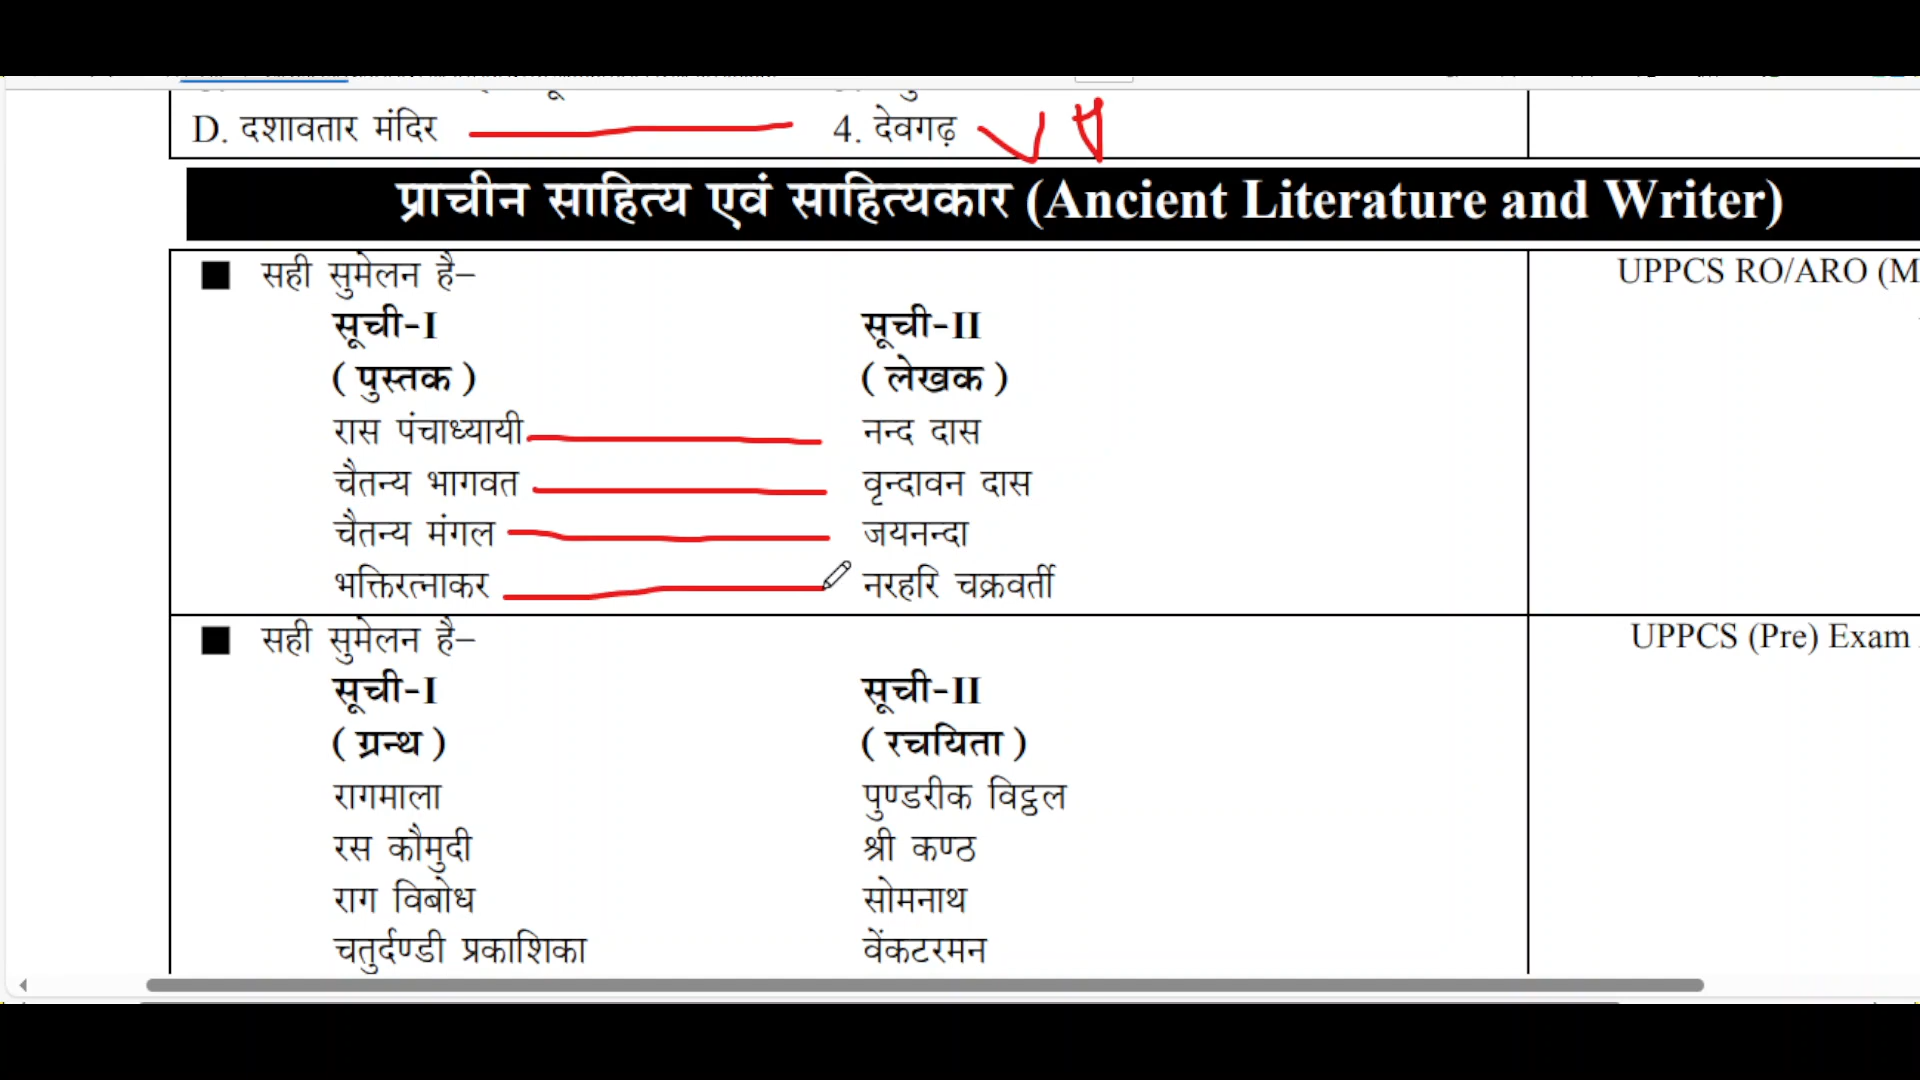 D. दशावतार मंदिर 4. देवगढ़
प्राचीन साहित्य एवं साहित्यकार (Ancient Literature and Writer)
■ सही सुमेलन है– UPPCS RO/ARO (M
सूची-I सूची-II
( पुस्तक ) ( लेखक )
रास पंचाध्यायी नन्द दास
चैतन्य भागवत वृन्दावन दास
चैतन्य मंगल जयनन्दा
भक्तिरत्नाकर नरहरि चक्रवर्ती
■ सही सुमेलन है– UPPCS (Pre) Exam
सूची-I सूची-II
( ग्रन्थ ) ( रचयिता )
रागमाला पुण्डरीक विट्ठल
रस कौमुदी श्री कण्ठ
राग विबोध सोमनाथ
चतुर्दण्डी प्रकाशिका वेंकटरमन